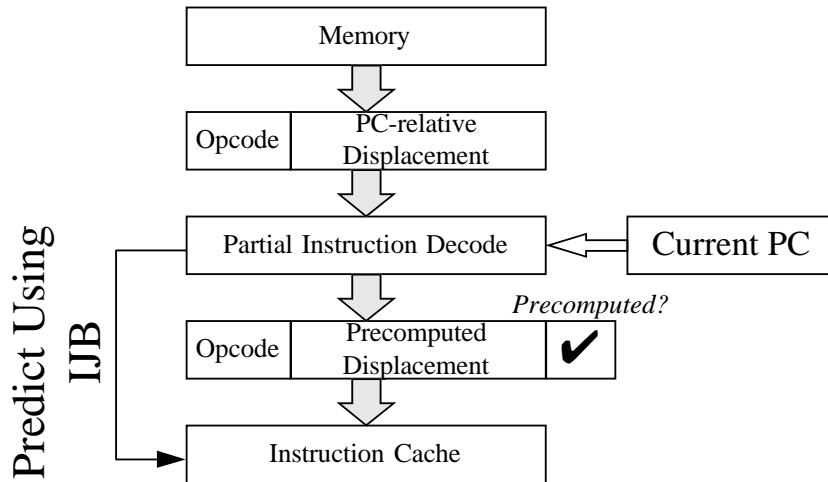 Memory
Opcode
PC-relative
Displacement
Partial Instruction Decode
Current PC
Predict Using
IJB
Precomputed?
Opcode
Precomputed
Displacement
Instruction Cache